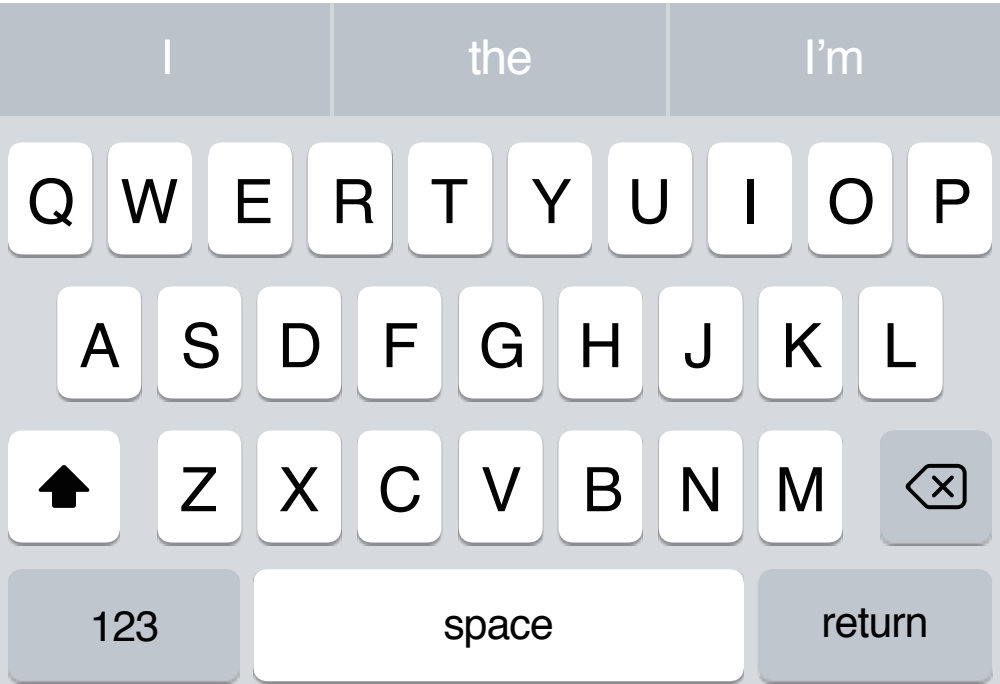 I the I’m
Q W E R T Y U I O P
A S D F G H J K L
Z X C V B N M
123 space return